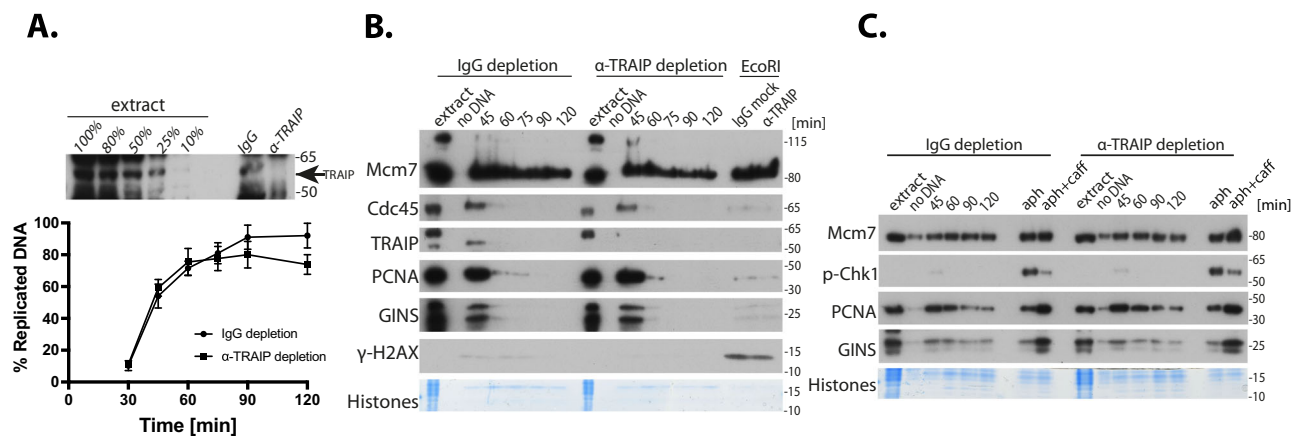 A.
extract
100% 80% 50% 25% 10% IgG α-TRAIP
-65
TRAIP
-50
% Replicated DNA
100
80
60
40
20
0
IgG depletion
α-TRAIP depletion
0 30 60 90 120
Time [min]
B.
IgG depletion α-TRAIP depletion EcoRI
extract no DNA 45 60 75 90 120 extract no DNA 45 60 75 90 120 IgG mock α-TRAIP [min]
-115
Mcm7
-80
Cdc45 -65
-65
TRAIP
-50
-50
PCNA
-30
GINS -25
γ-H2AX -15
-10
-15
Histones
-10
C.
IgG depletion α-TRAIP depletion
extract no DNA 45 60 90 120 aph aph+caff extract no DNA 45 60 90 120 aph aph+caff [min]
Mcm7 -80
-65
p-Chk1
-50
-50
PCNA
-30
GINS -25
-15
Histones
-10